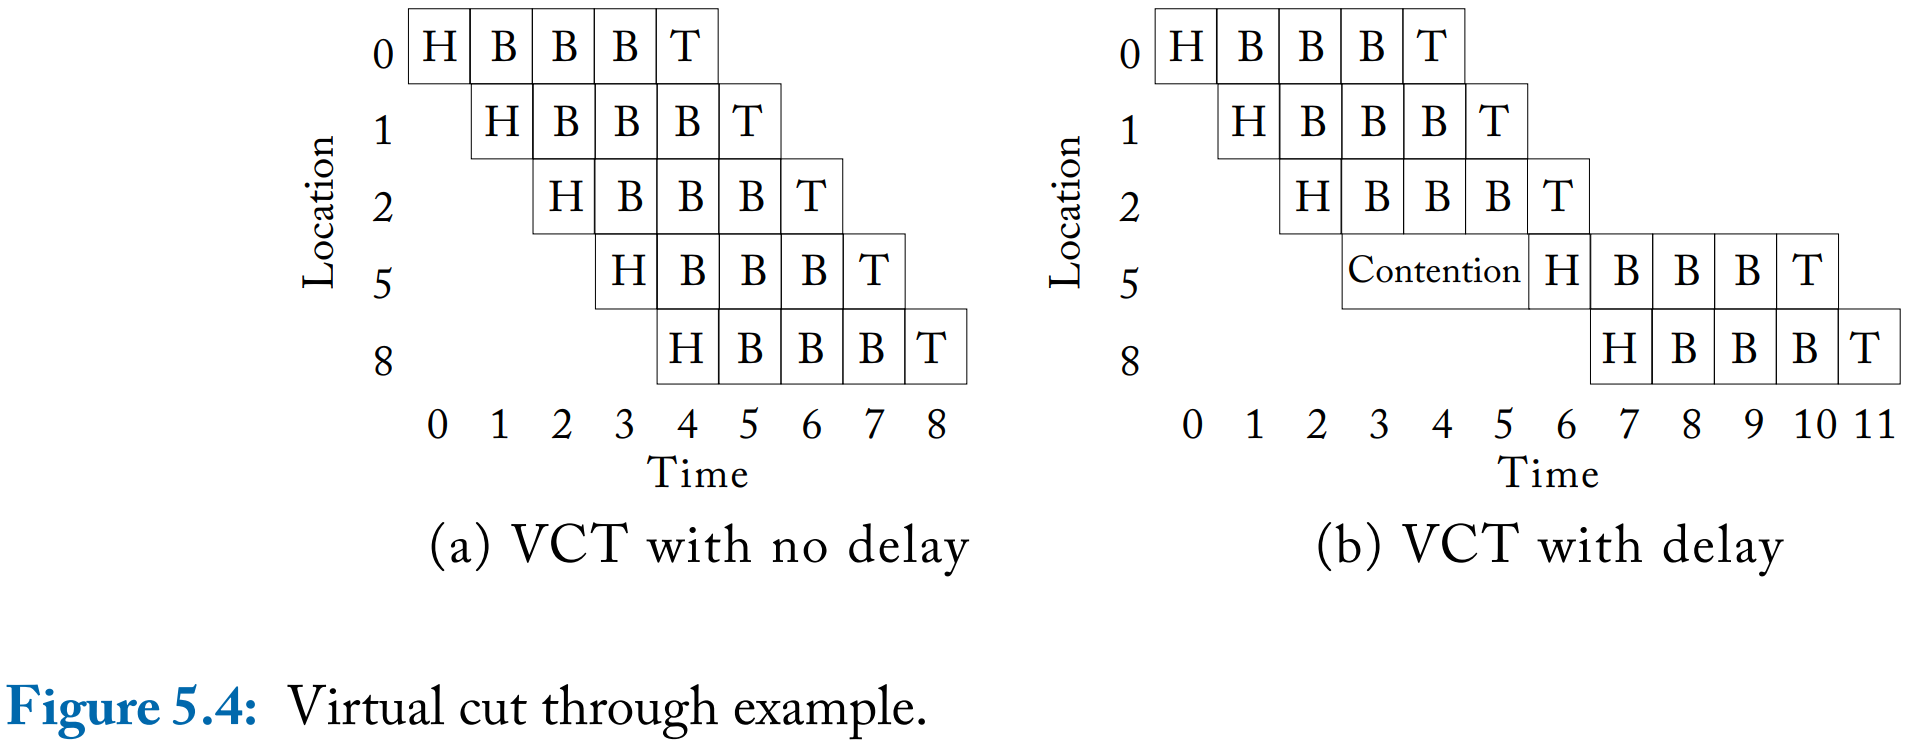 0 H B B B T
1 H B B B T
2 H B B B T
5 H B B B T
8 H B B B T
Location
0 1 2 3 4 5 6 7 8
Time
(a) VCT with no delay
0 H B B B T
1 H B B B T
2 H B B B T
5 Contention H B B B T
8 H B B B T
Location
0 1 2 3 4 5 6 7 8 9 10 11
Time
(b) VCT with delay
Figure 5.4: Virtual cut through example.